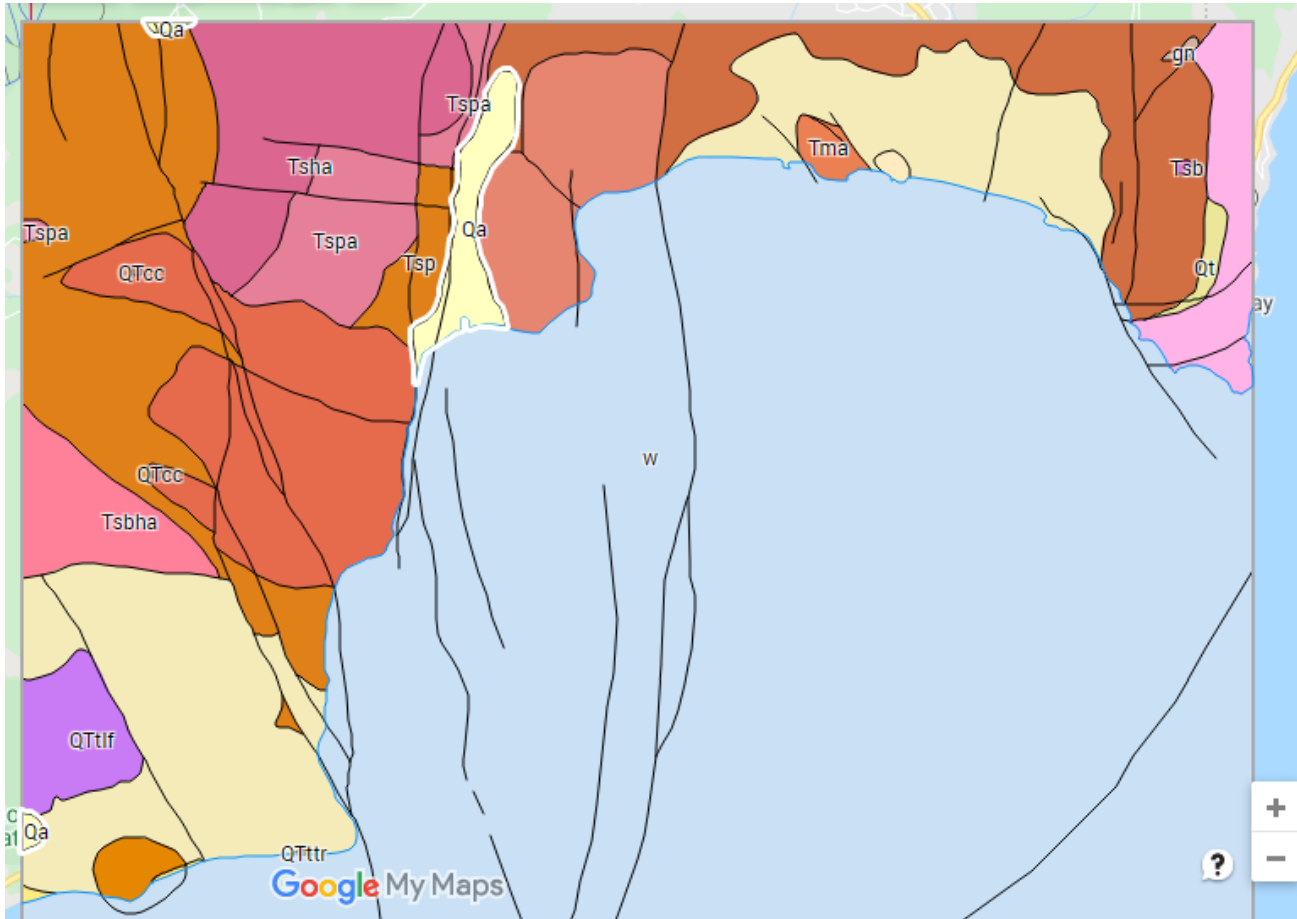 Qa
gn
Tspa
Tma
Tsha
Tsb
Tspa
Qa
Tspa
Tsp
Qt
QTcc
ay
w
QTcc
Tsbha
QTtlf
Qa
QTttr
Google My Maps
+
?
−